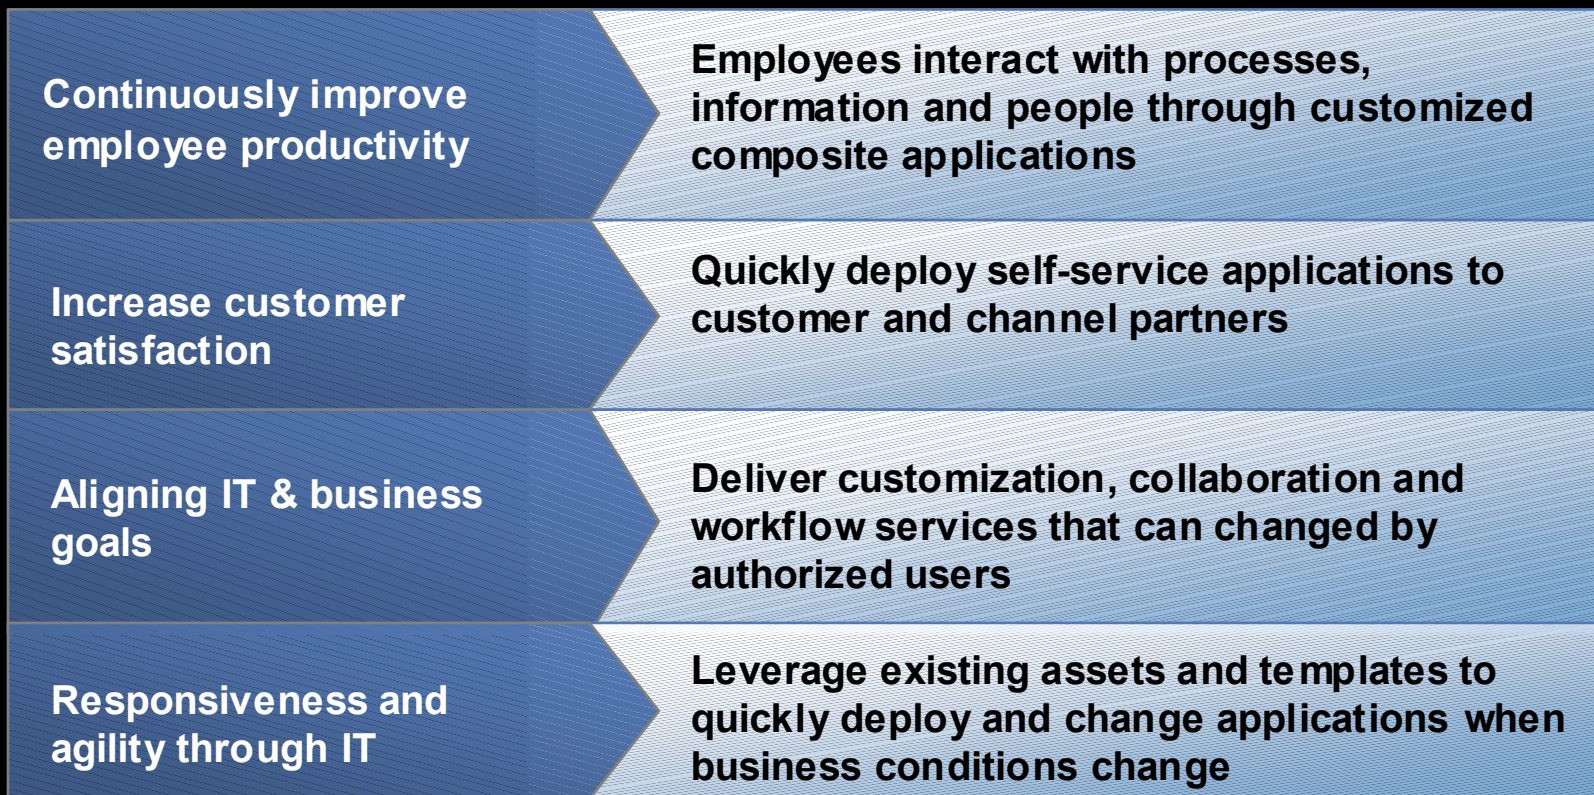 Continuously improve
employee productivity
Employees interact with processes,
information and people through customized
composite applications
Increase customer
satisfaction
Quickly deploy self-service applications to
customer and channel partners
Aligning IT & business
goals
Deliver customization, collaboration and
workflow services that can changed by
authorized users
Responsiveness and
agility through IT
Leverage existing assets and templates to
quickly deploy and change applications when
business conditions change